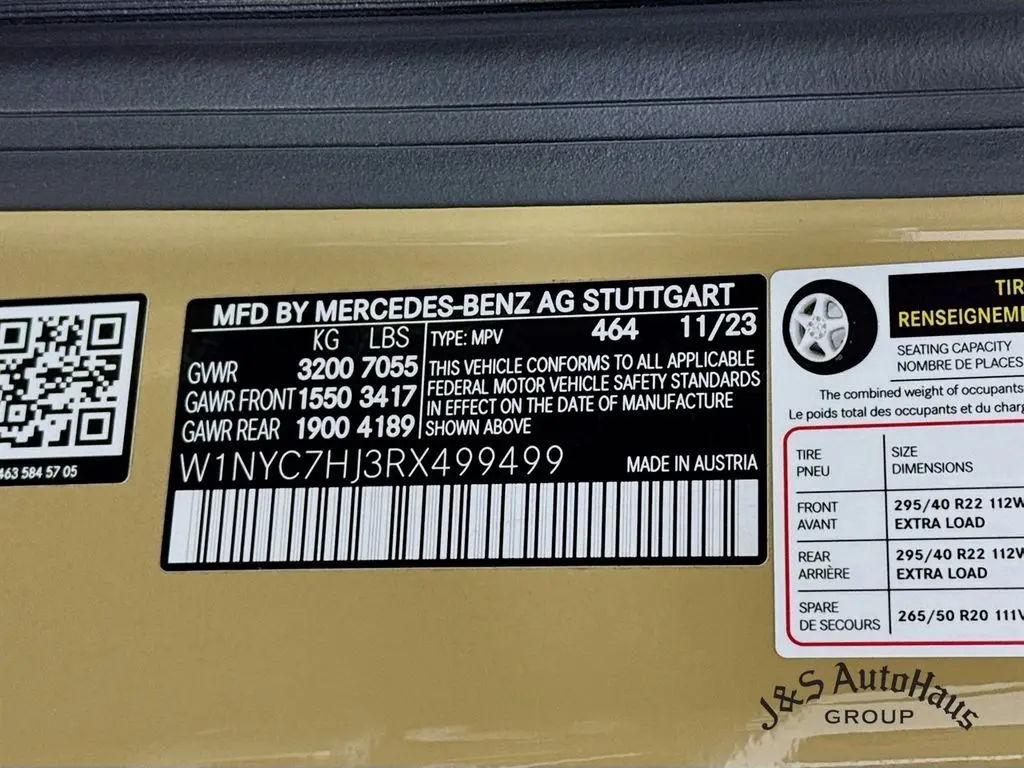 463 584 57 05
MFD BY MERCEDES-BENZ AG STUTTGART
KG LBS
GVWR 3200 7055
GAWR FRONT 1550 3417
GAWR REAR 1900 4189
TYPE: MPV 464 11/23
THIS VEHICLE CONFORMS TO ALL APPLICABLE
FEDERAL MOTOR VEHICLE SAFETY STANDARDS
IN EFFECT ON THE DATE OF MANUFACTURE
SHOWN ABOVE
W1NYC7HJ3RX499499
MADE IN AUSTRIA
TIR
RENSEIGNEME
SEATING CAPACITY
NOMBRE DE PLACES
The combined weight of occupants
Le poids total des occupants et du char
TIRE SIZE
PNEU DIMENSIONS
FRONT 295/40 R22 112W
AVANT EXTRA LOAD
REAR 295/40 R22 112W
ARRIÈRE EXTRA LOAD
SPARE 265/50 R20 111V
DE SECOURS
J&S AutoHaus
GROUP